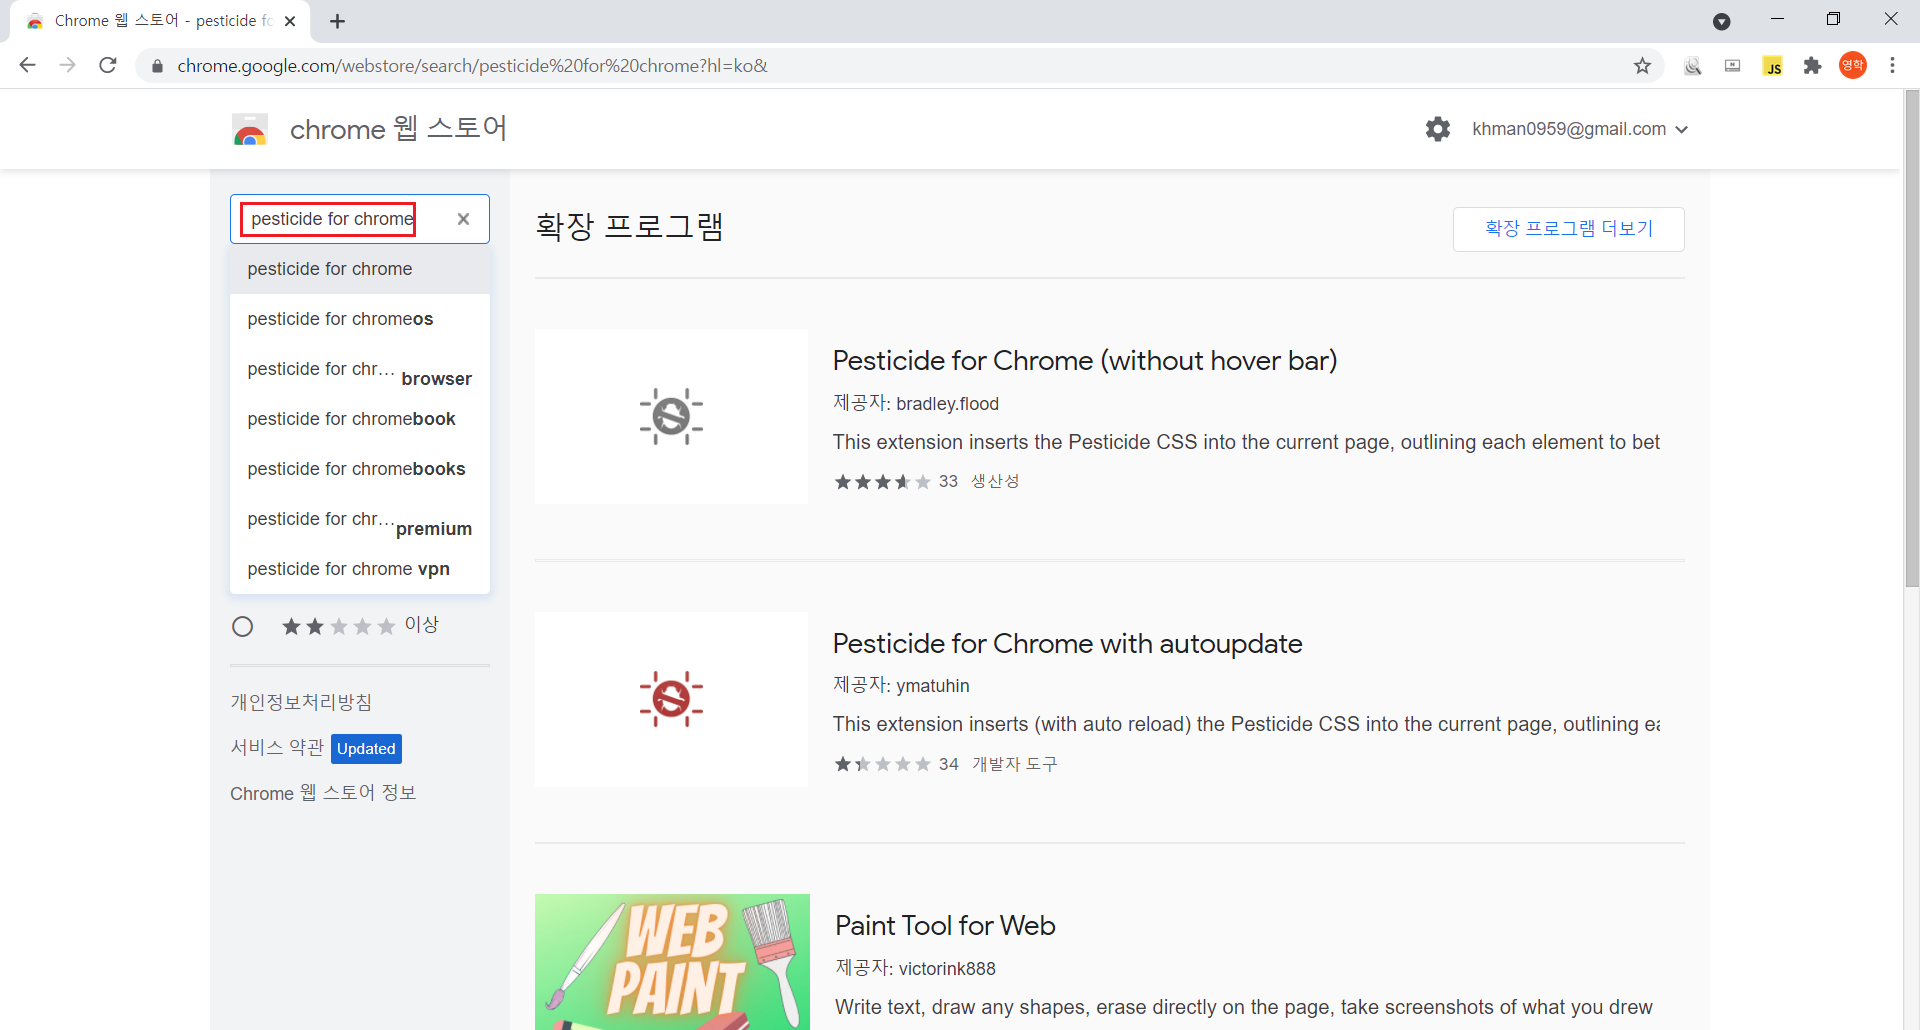 Chrome 웹 스토어 - pesticide fo
chrome.google.com/webstore/search/pesticide%20for%20chrome?hl=ko&
JS
영학
chrome 웹 스토어
khman0959@gmail.com
pesticide for chrome
pesticide for chrome
pesticide for chromeos
pesticide for chr... browser
pesticide for chromebook
pesticide for chromebooks
pesticide for chr... premium
pesticide for chrome vpn
이상
개인정보처리방침
서비스 약관 Updated
Chrome 웹 스토어 정보
확장 프로그램
확장 프로그램 더보기
Pesticide for Chrome (without hover bar)
제공자: bradley.flood
This extension inserts the Pesticide CSS into the current page, outlining each element to bet
33 생산성
Pesticide for Chrome with autoupdate
제공자: ymatuhin
This extension inserts (with auto reload) the Pesticide CSS into the current page, outlining ea
34 개발자 도구
WEB
PAINT
Paint Tool for Web
제공자: victorink888
Write text, draw any shapes, erase directly on the page, take screenshots of what you drew